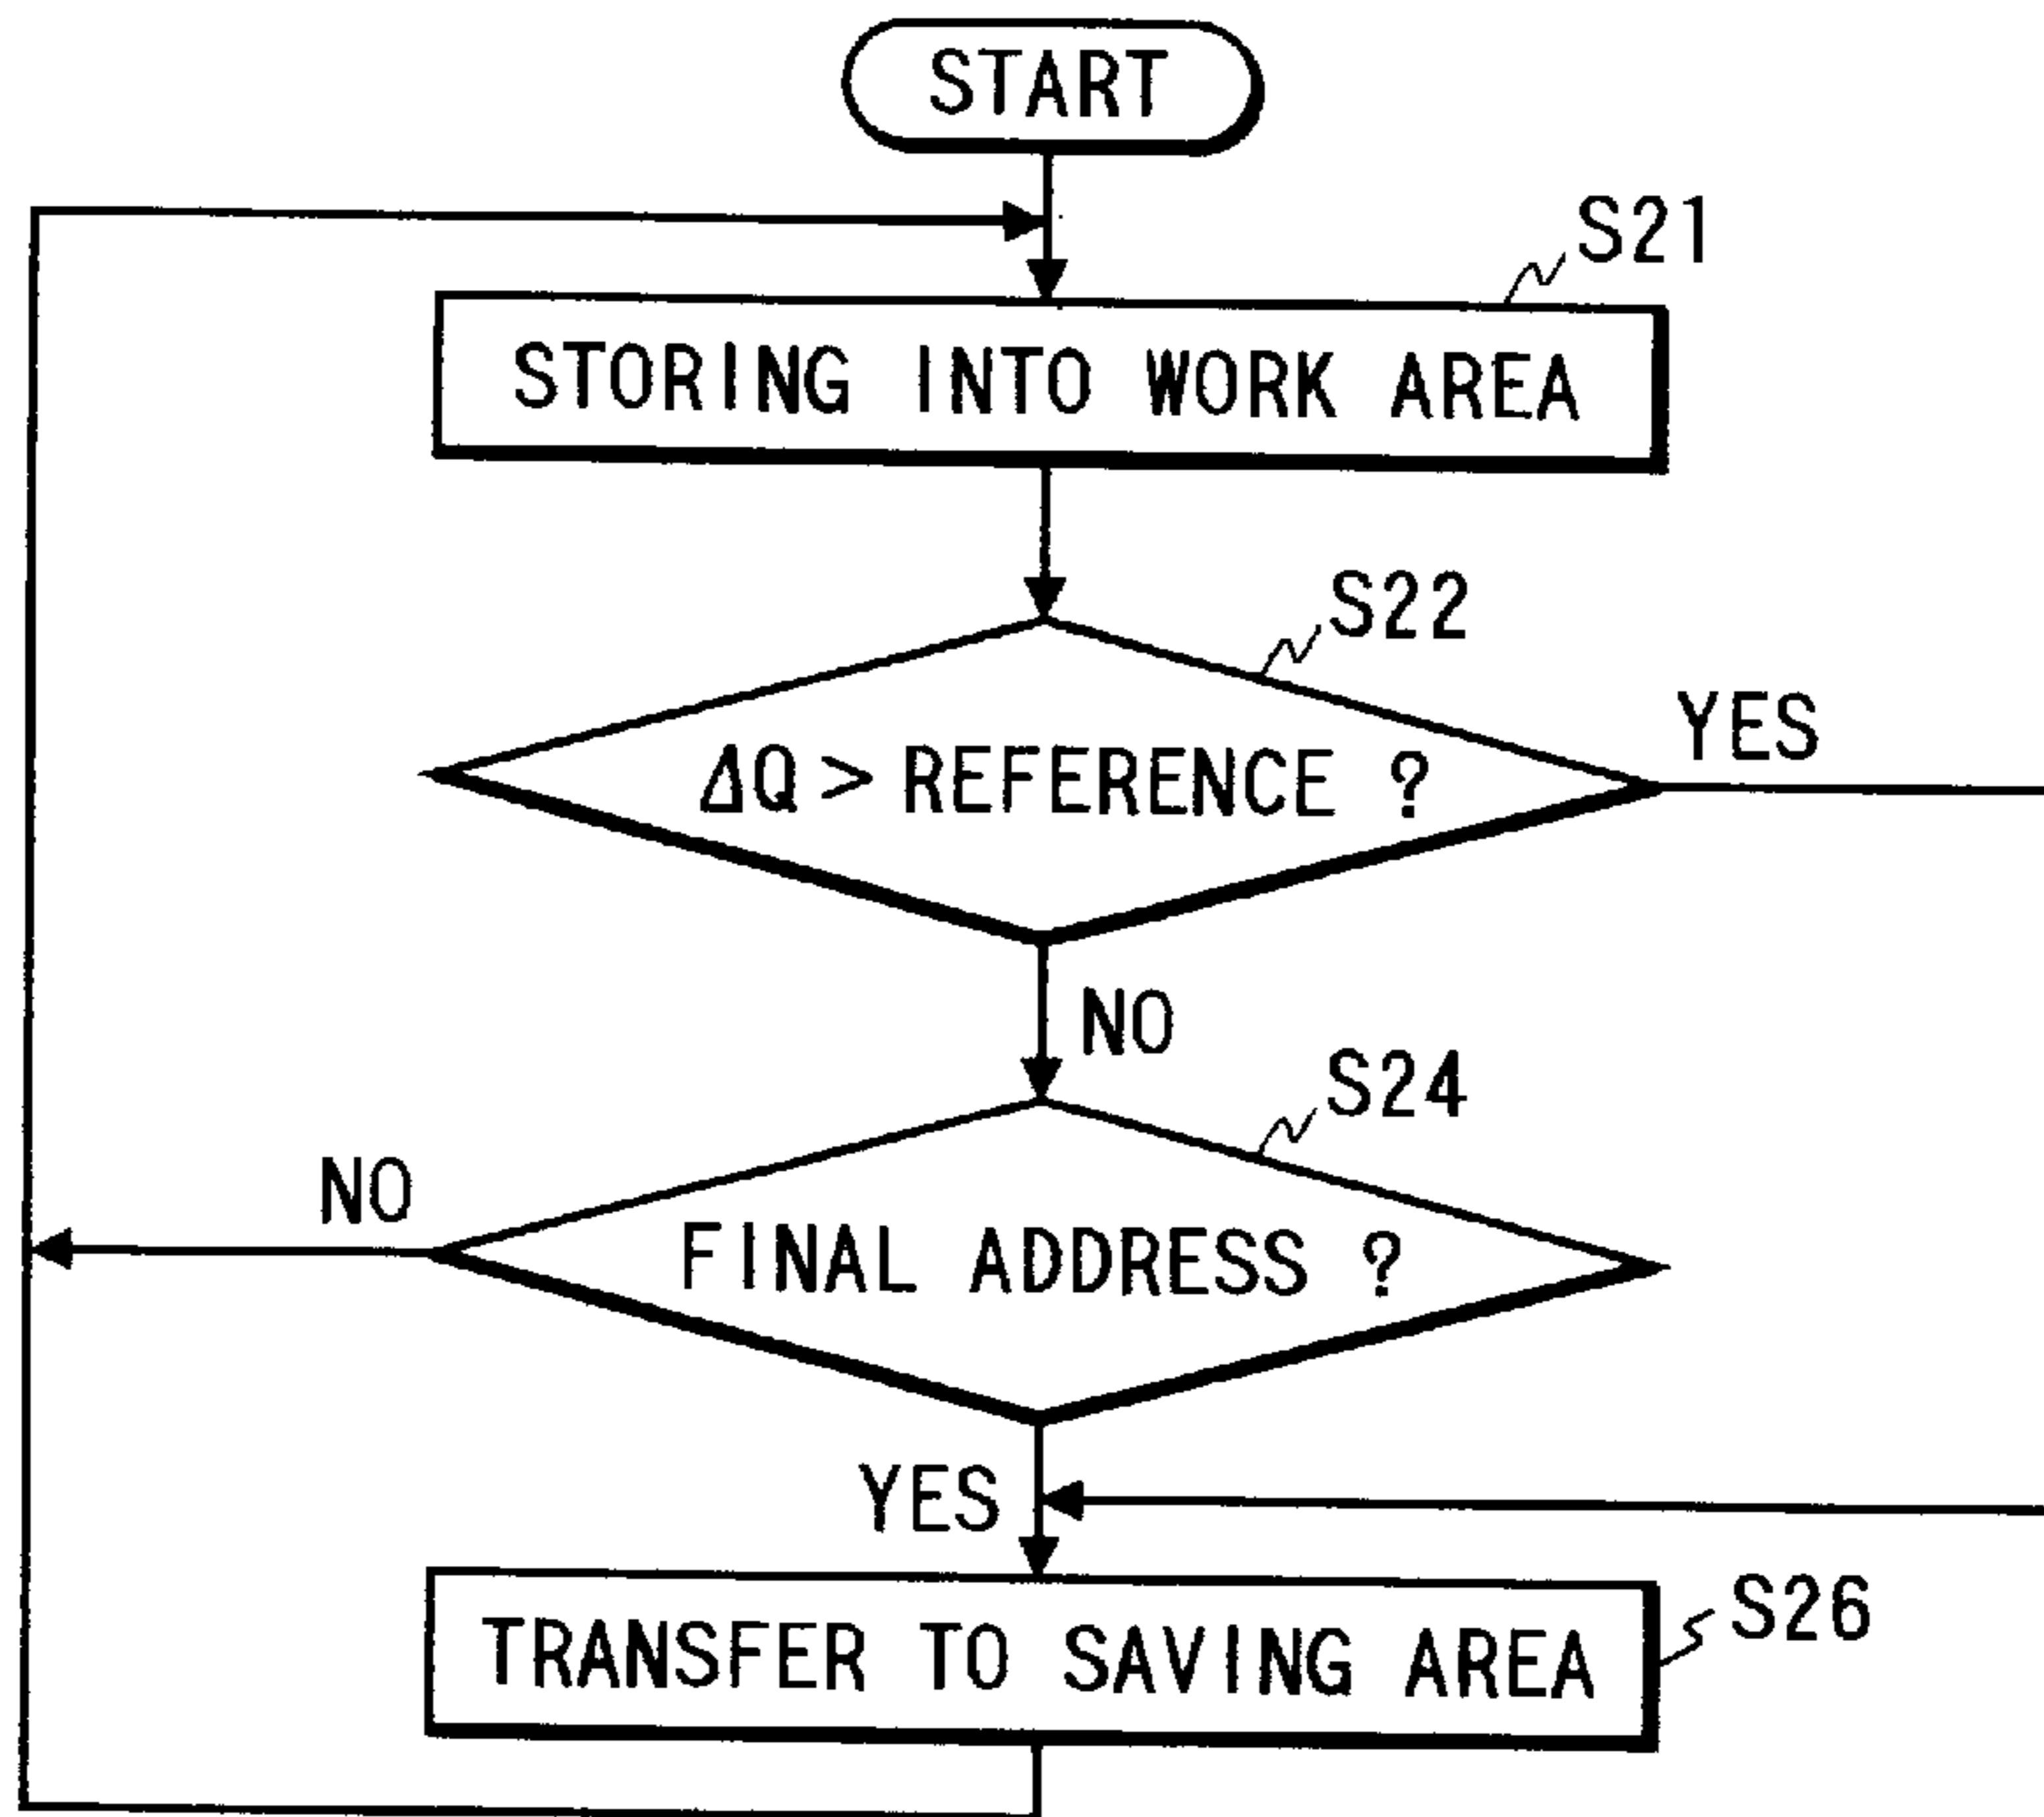 START
S21
STORING INTO WORK AREA
S22
YES
ΔQ > REFERENCE ?
NO
S24
NO
FINAL ADDRESS ?
YES
S26
TRANSFER TO SAVING AREA